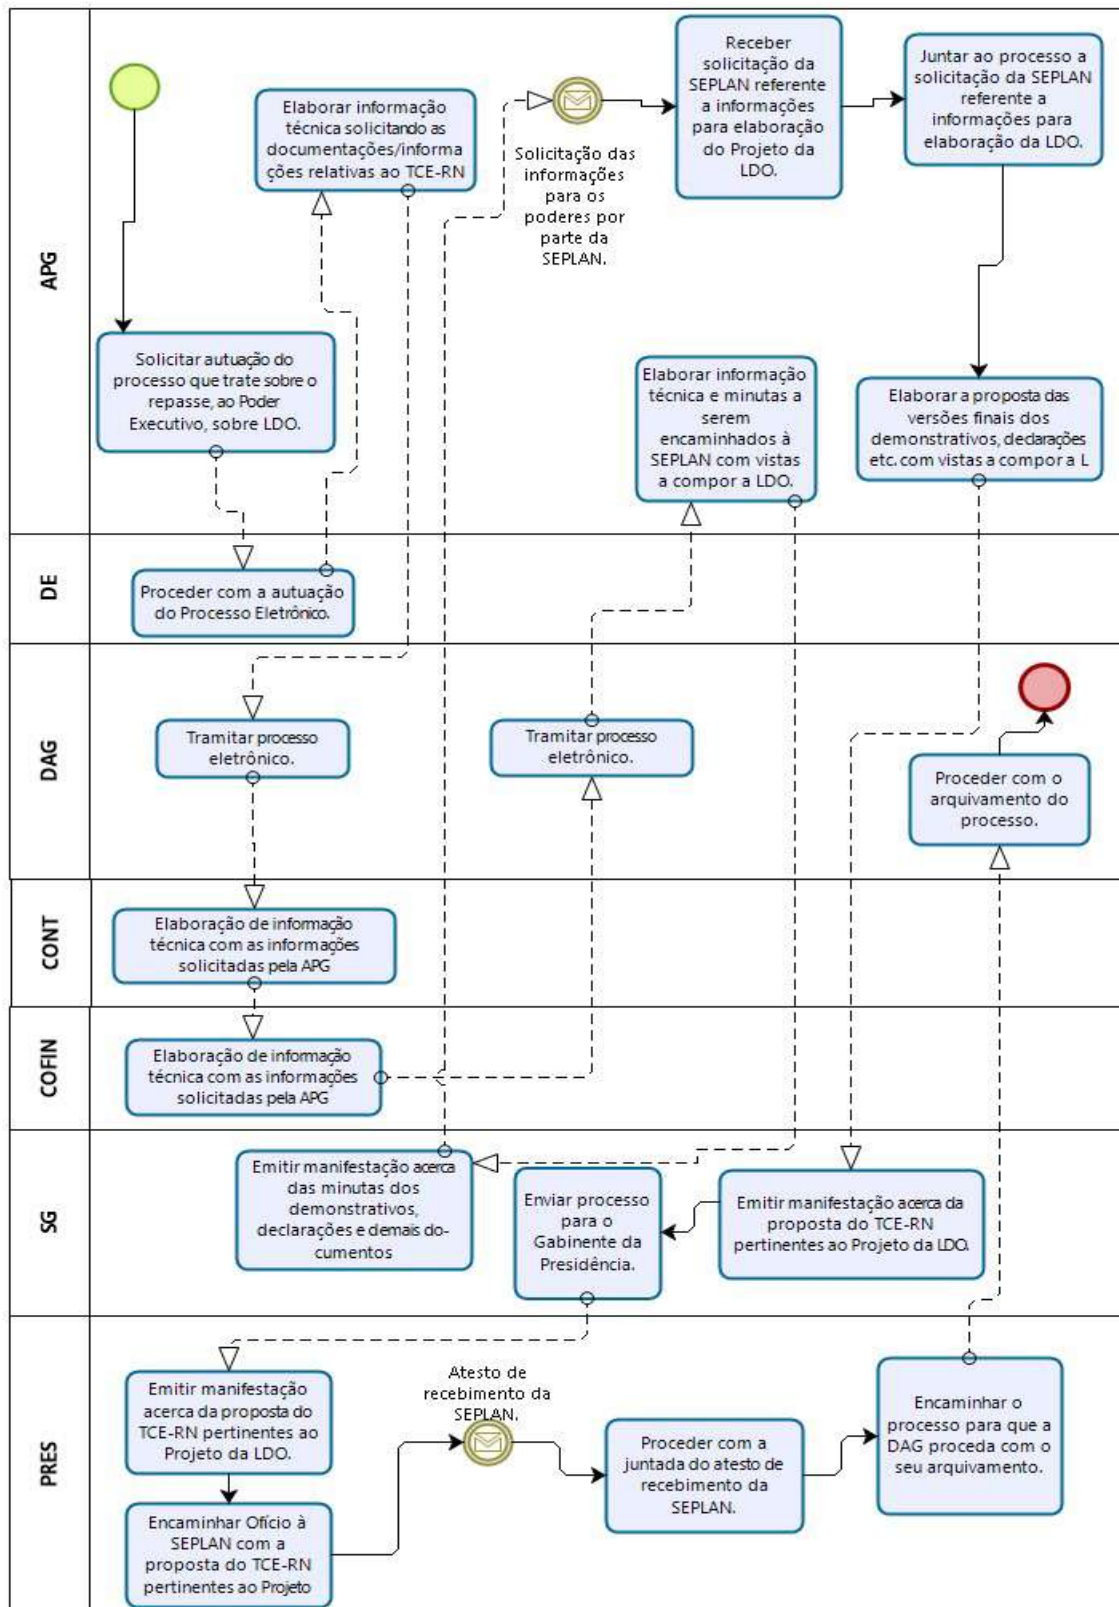 APG
Elaborar informação
técnica solicitando as
documentações/informa
ções relativas ao TCE-RN
Solicitação das
informações
para os
poderes por
parte da
SEPLAN.
Receber
solicitação da
SEPLAN referente
a informações
para elaboração
do Projeto da
LDO.
Juntar ao processo a
solicitação da SEPLAN
referente a
informações para
elaboração da LDO.
Solicitar autuação do
processo que trate sobre o
repasse, ao Poder
Executivo, sobre LDO.
Elaborar informação
técnica e minutas a
serem
encaminhados à
SEPLAN com vistas
a compor a LDO.
Elaborar a proposta das
versões finais dos
demonstrativos, declarações
etc. com vistas a compor a L
DE
Proceder com a autuação
do Processo Eletrônico.
DAG
Tramitar processo
eletrônico.
Tramitar processo
eletrônico.
Proceder com o
arquivamento do
processo.
CONT
Elaboração de informação
técnica com as informações
solicitadas pela APG
COFIN
Elaboração de informação
técnica com as informações
solicitadas pela APG
SG
Emitir manifestação acerca
das minutas dos
demonstrativos,
declarações e demais do-
cumentos
Enviar processo
para o
Gabinente da
Presidência.
Emitir manifestação acerca da
proposta do TCE-RN
pertinentes ao Projeto da LDO.
PRES
Emitir manifestação
acerca da proposta do
TCE-RN pertinentes ao
Projeto da LDO.
Atesto de
recebimento da
SEPLAN.
Proceder com a
juntada do atesto de
recebimento da
SEPLAN.
Encaminhar o
processo para que a
DAG proceda com o
seu arquivamento.
Encaminhar Ofício à
SEPLAN com a
proposta do TCE-RN
pertinentes ao Projeto